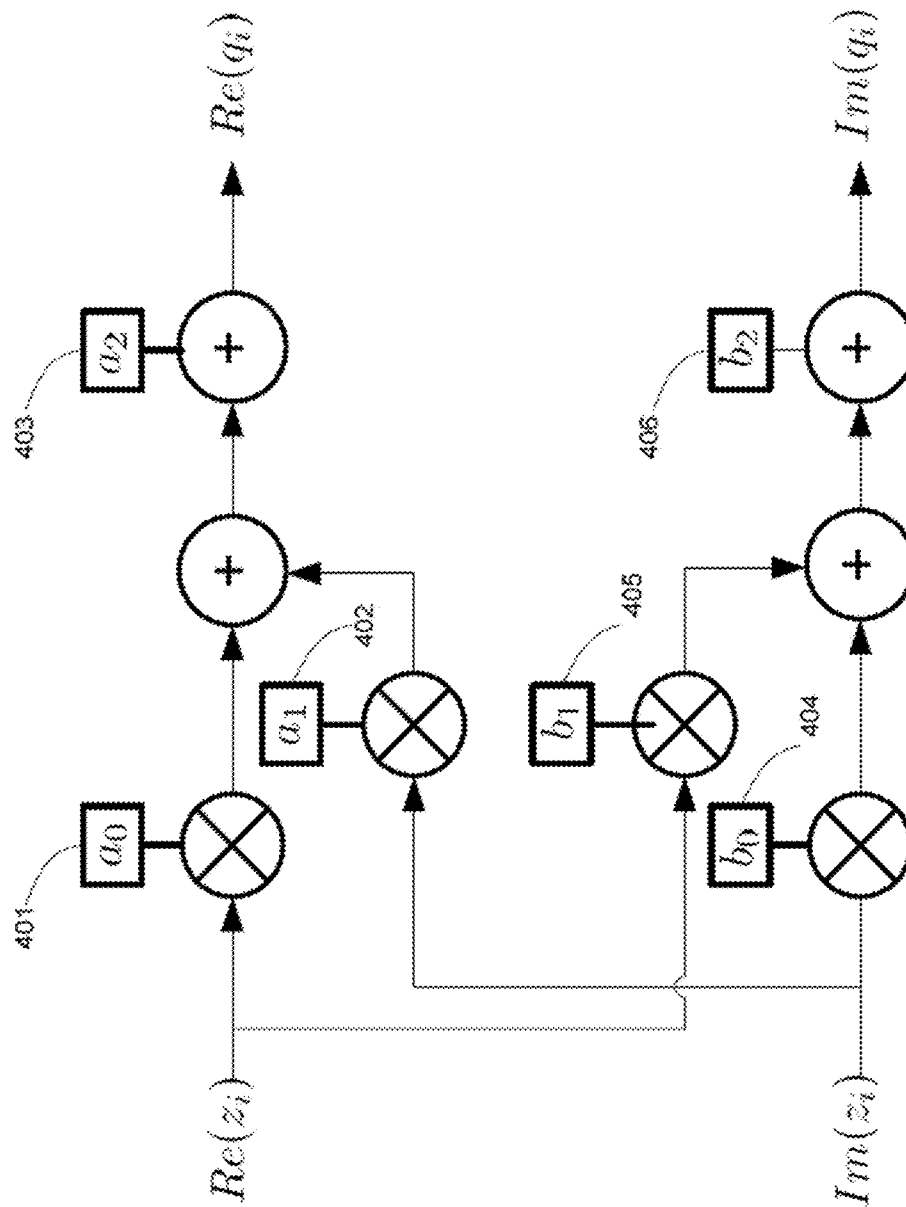 Re(q_i)
Im(q_i)
403
a_2
406
b_2
402
a_1
405
b_1
401
a_0
404
b_0
Re(z_i)
Im(z_i)
+
+
+
+